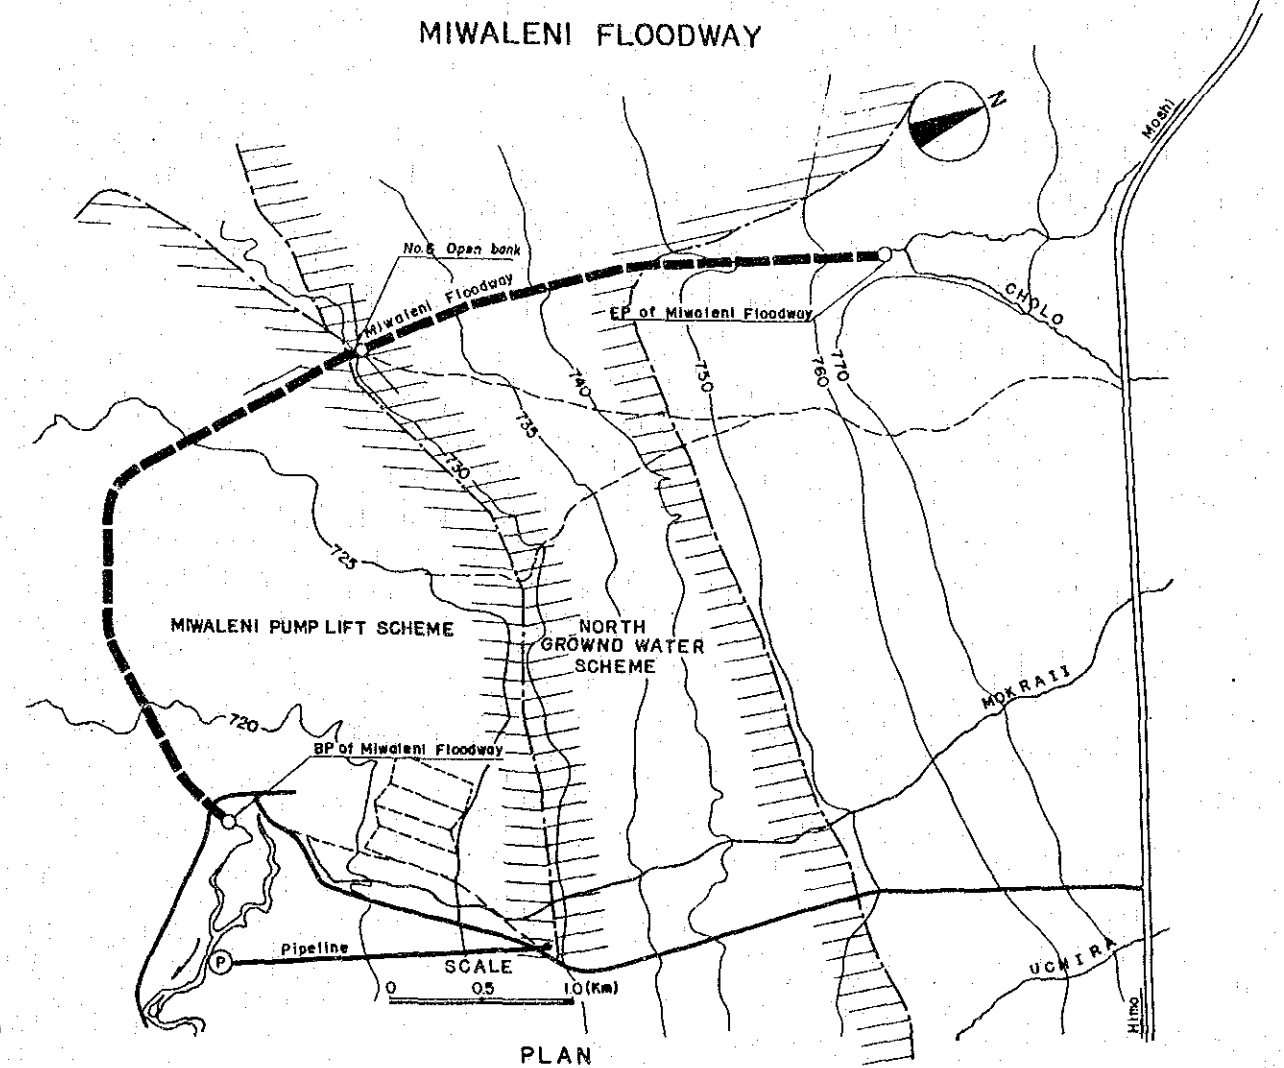 MIWALENI FLOODWAY
N
Moshi
No.6 Open bank
Miwaleni Floodway
CHOLO
EP of Miwaleni Floodway
740
750
760
770
735
730
725
MIWALENI PUMP LIFT SCHEME
NORTH
GROWND WATER
SCHEME
MOKRAII
720
BP of Miwaleni Floodway
Pipeline
P
SCALE
0 0.5 1.0 (Km)
UCHIRA
Himo
PLAN